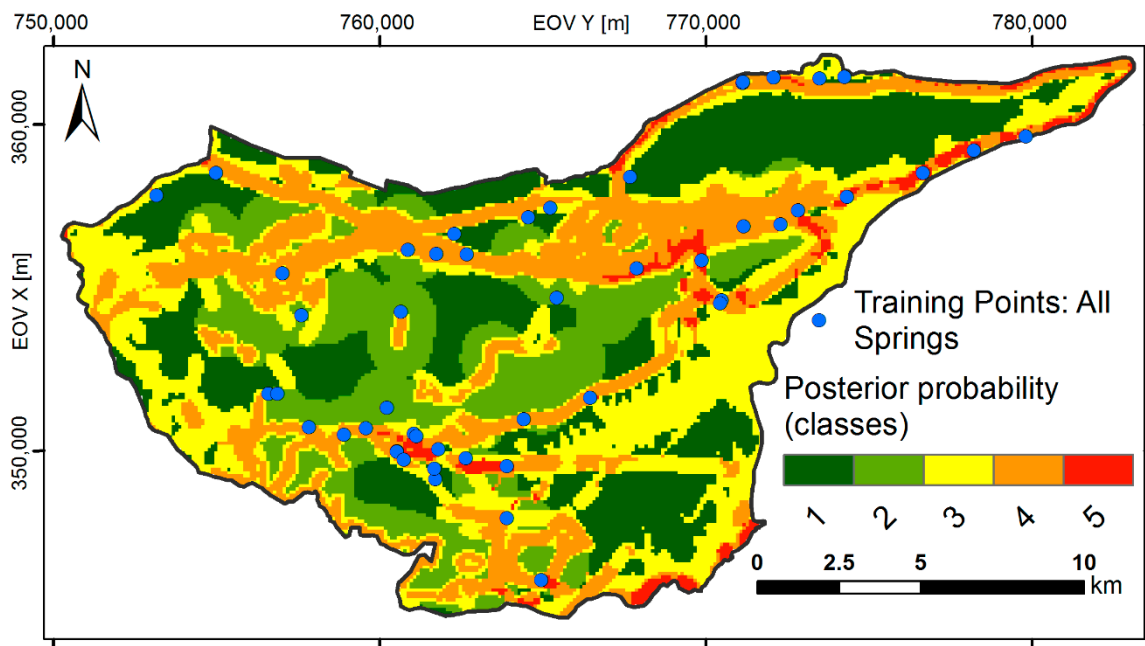 750,000 760,000 EOV Y [m] 770,000 780,000
N
360,000
EOV X [m]
350,000
Training Points: All
Springs
Posterior probability
(classes)
1 2 3 4 5
0 2.5 5 10
km